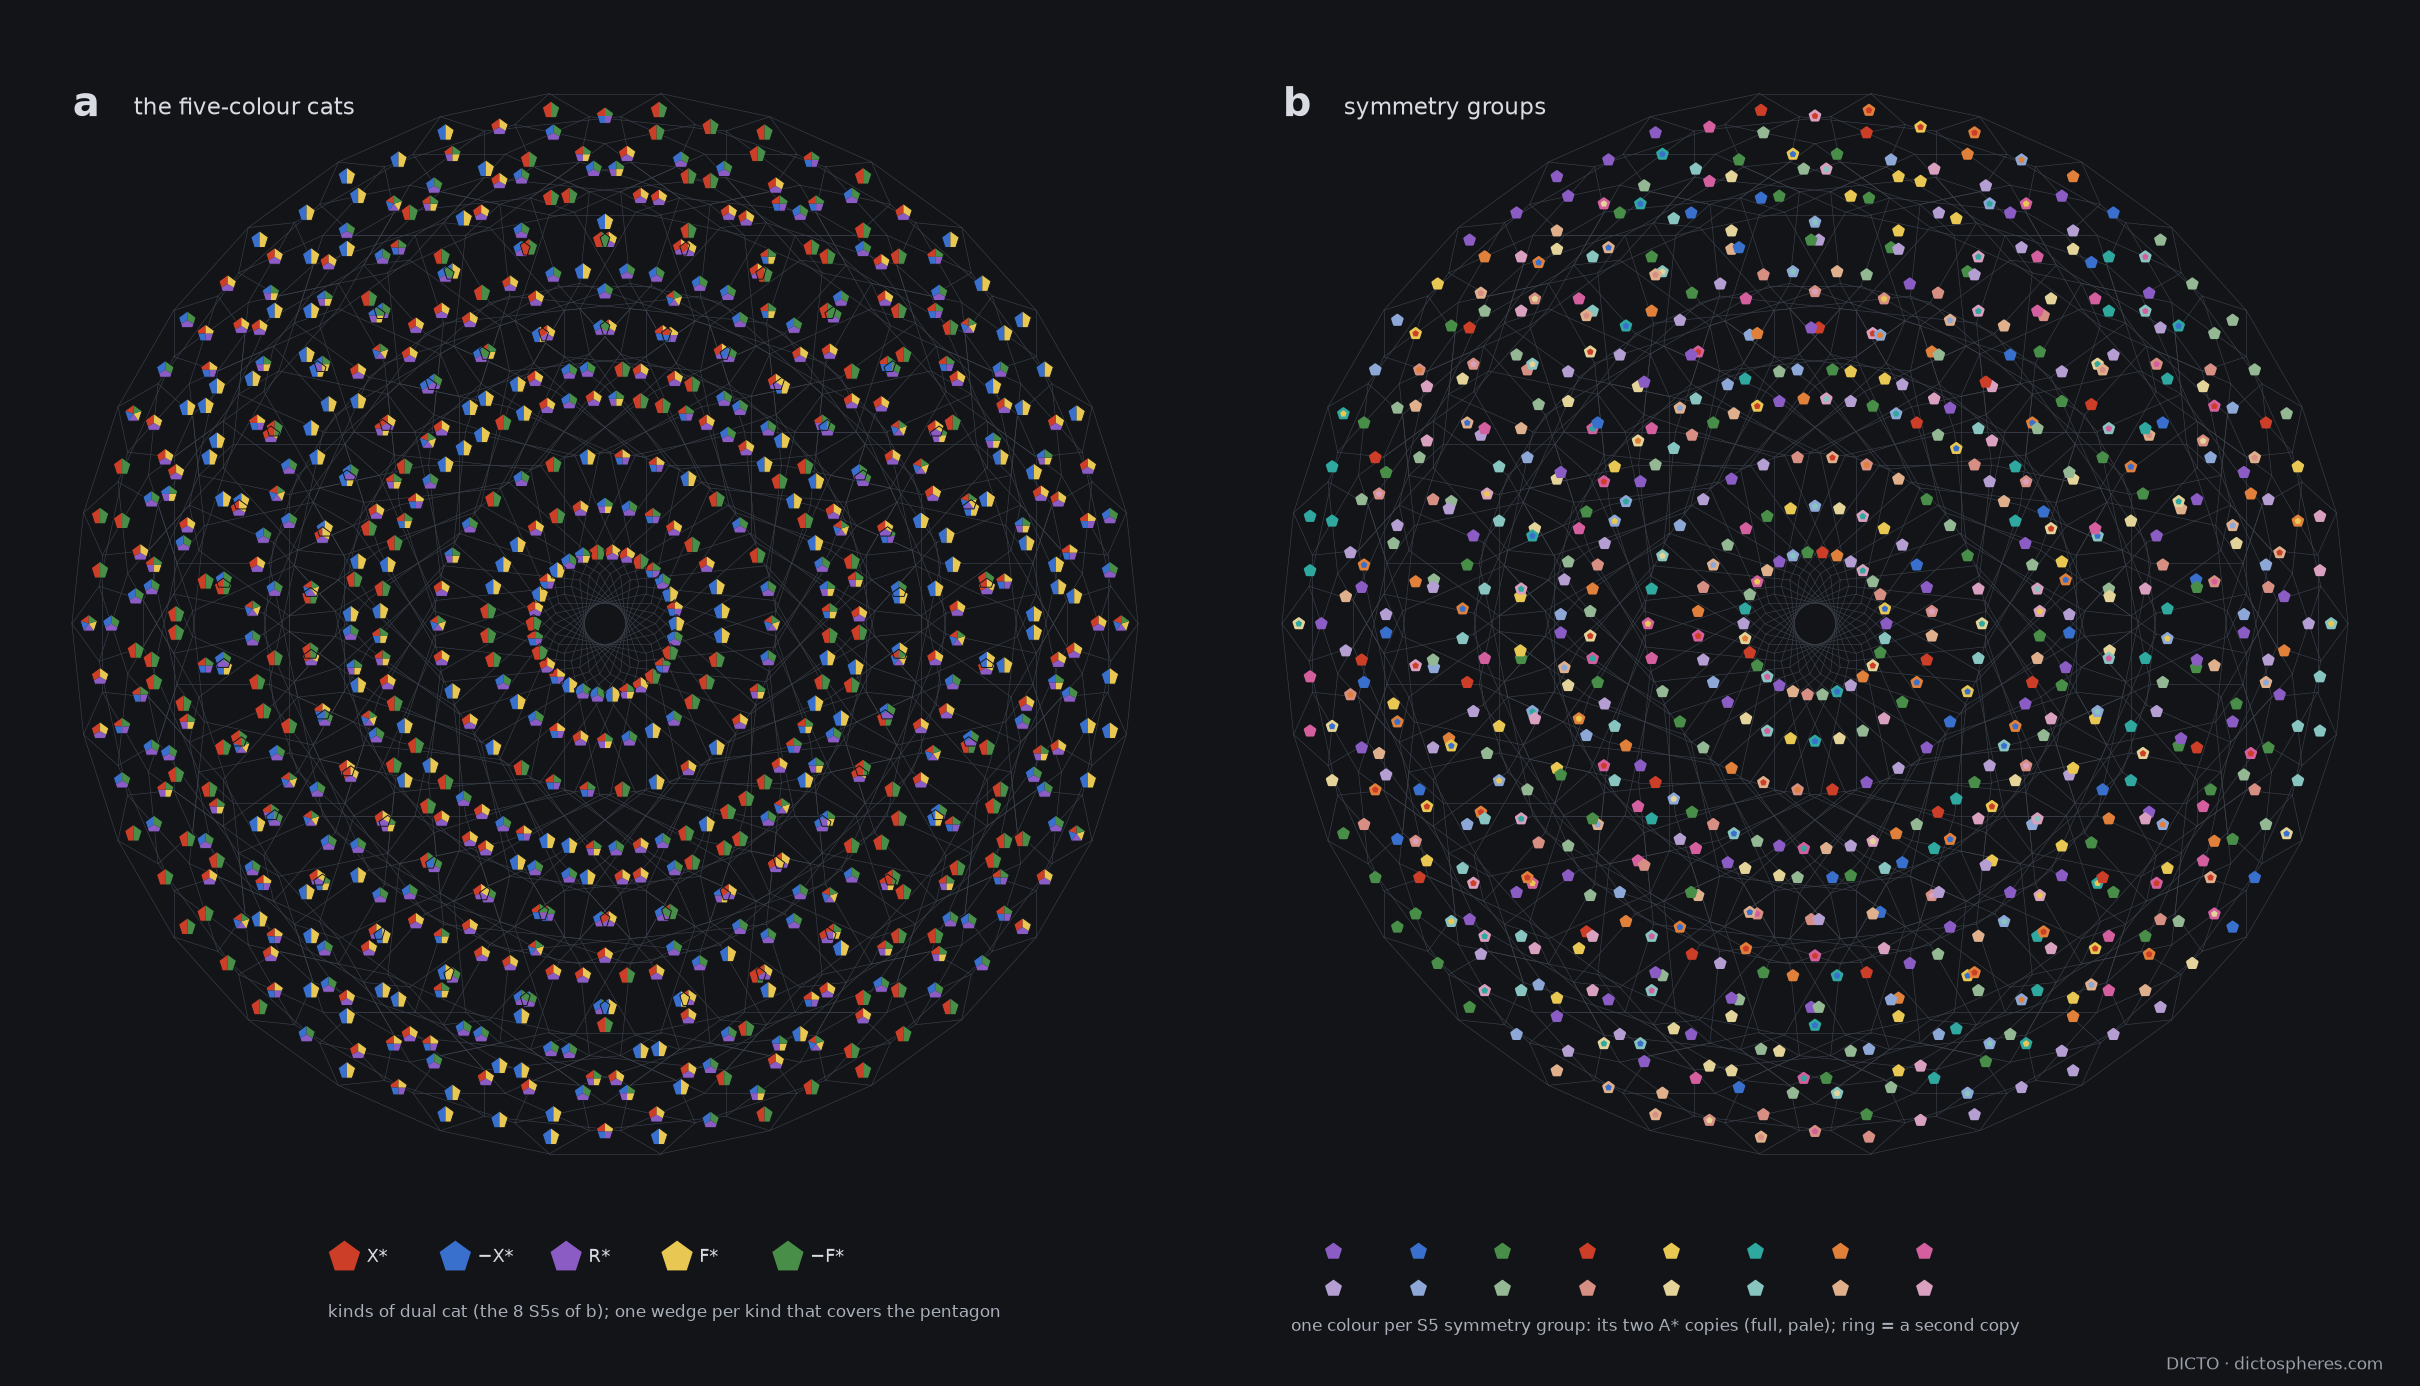 a the five-colour cats
b symmetry groups
X* −X* R* F* −F*
kinds of dual cat (the 8 S5s of b); one wedge per kind that covers the pentagon
one colour per S5 symmetry group: its two A* copies (full, pale); ring = a second copy
DICTO · dictospheres.com